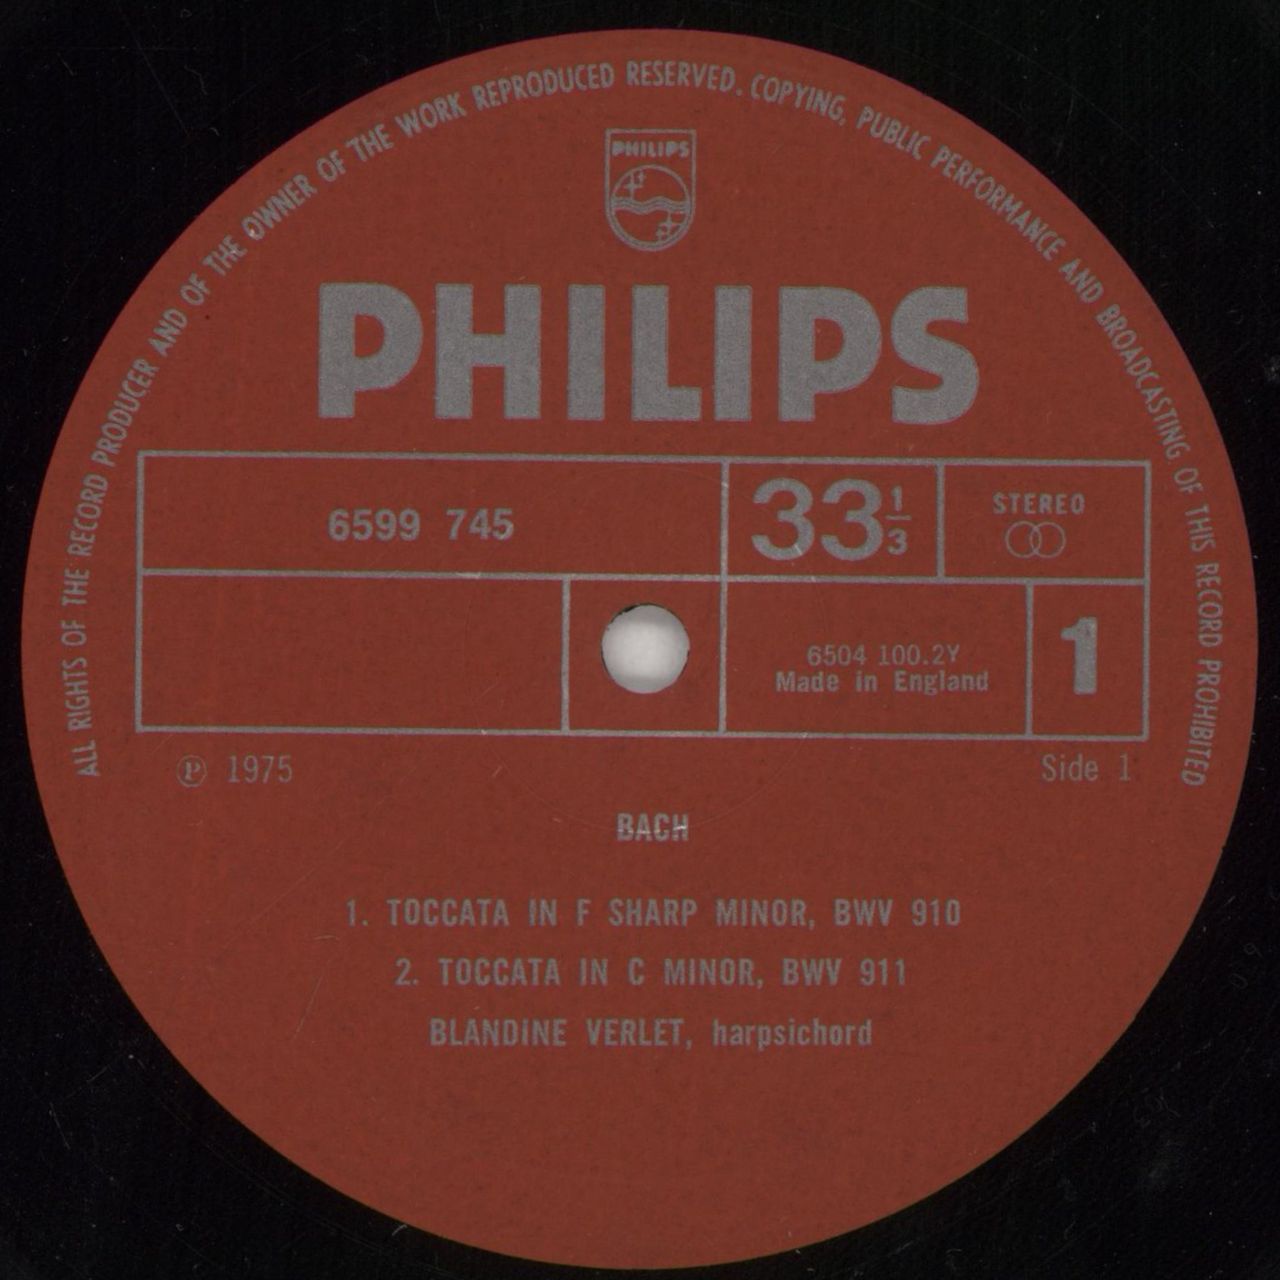 ALL RIGHTS OF THE RECORD PRODUCER AND OF THE OWNER OF THE WORK REPRODUCED RESERVED. COPYING, PUBLIC PERFORMANCE AND BROADCASTING OF THIS RECORD PROHIBITED
PHILIPS
PHILIPS
6599 745
33 1/3
STEREO
6504 100.2Y
Made in England
1
Ⓟ 1975
Side 1
BACH
1. TOCCATA IN F SHARP MINOR, BWV 910
2. TOCCATA IN C MINOR, BWV 911
BLANDINE VERLET, harpsichord